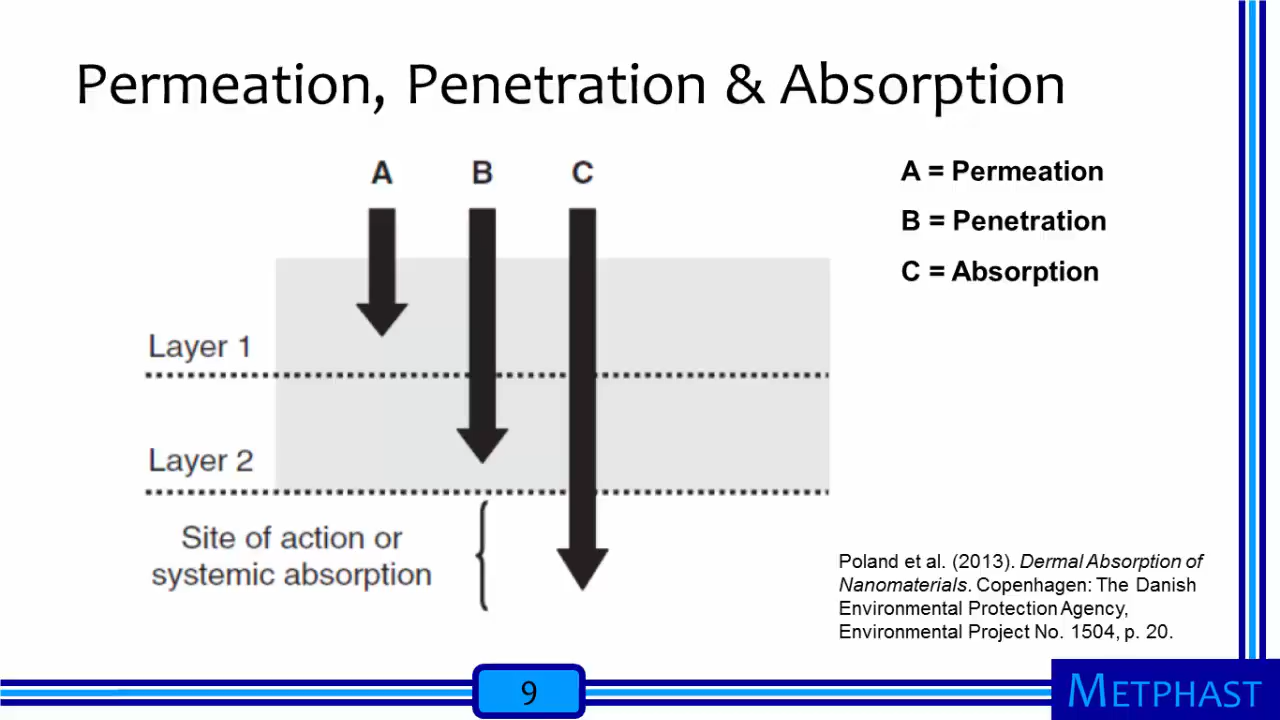 Permeation, Penetration & Absorption
A B C
A = Permeation
B = Penetration
C = Absorption
Layer 1
Layer 2
Site of action or
systemic absorption
Poland et al. (2013). Dermal Absorption of
Nanomaterials. Copenhagen: The Danish
Environmental Protection Agency,
Environmental Project No. 1504, p. 20.
9
METPHAST